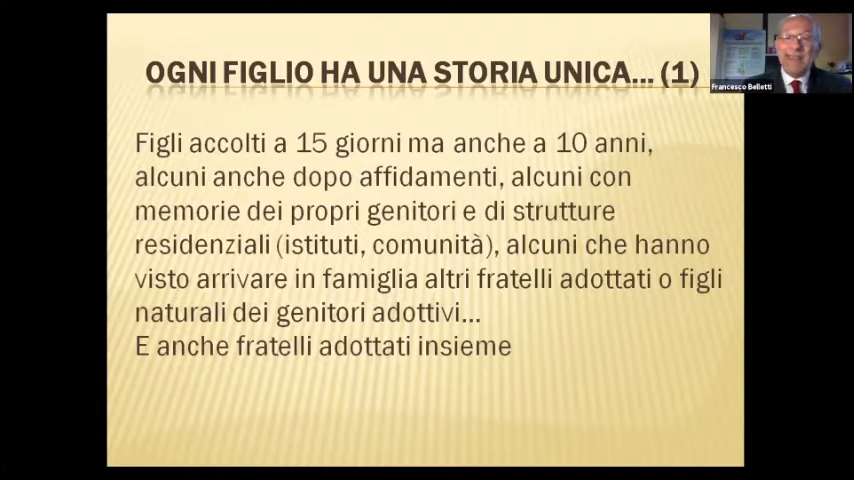 OGNI FIGLIO HA UNA STORIA UNICA... (1)
Francesco Belletti
Figli accolti a 15 giorni ma anche a 10 anni,
alcuni anche dopo affidamenti, alcuni con
memorie dei propri genitori e di strutture
residenziali (istituti, comunità), alcuni che hanno
visto arrivare in famiglia altri fratelli adottati o figli
naturali dei genitori adottivi...
E anche fratelli adottati insieme